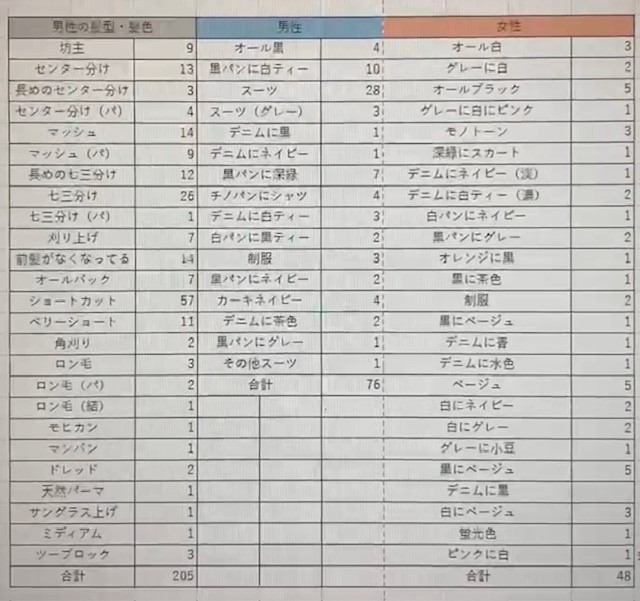 男性の髪型・髪色 男性 女性
坊主 9 オール黒 4 オール白 3
センター分け 13 黒パンに白ティー 10 グレーに白 2
長めのセンター分け 3 スーツ 28 オールブラック 5
センター分け（パ） 4 スーツ（グレー） 3 グレーに白にピンク 1
マッシュ 14 デニムに黒 1 モノトーン 3
マッシュ（パ） 9 デニムにネイビー 1 深緑にスカート 1
長めの七三分け 12 黒パンに深緑 7 デニムにネイビー（淡） 1
七三分け 26 チノパンにシャツ 4 デニムに白ティー（濃） 2
七三分け（パ） 1 デニムに白ティー 3 白パンにネイビー 1
刈り上げ 7 白パンに黒ティー 2 黒パンにグレー 2
前髪がなくなってる 14 制服 3 オレンジに黒 1
オールバック 7 黒パンにネイビー 2 黒に茶色 1
ショートカット 57 カーキネイビー 4 制服 2
ベリーショート 11 デニムに茶色 2 黒にベージュ 1
角刈り 2 黒パンにグレー 1 デニムに青 1
ロン毛 3 その他スーツ 1 デニムに水色 1
ロン毛（パ） 2 合計 76 ベージュ 5
ロン毛（結） 1 白にネイビー 2
モヒカン 1 白にグレー 2
マンバン 1 グレーに小豆 1
ドレッド 2 黒にベージュ 5
天然パーマ 1 デニムに黒
サングラス上げ 1 白にベージュ 3
ミディアム 1 蛍光色 1
ツーブロック 3 ピンクに白 1
合計 205 合計 48